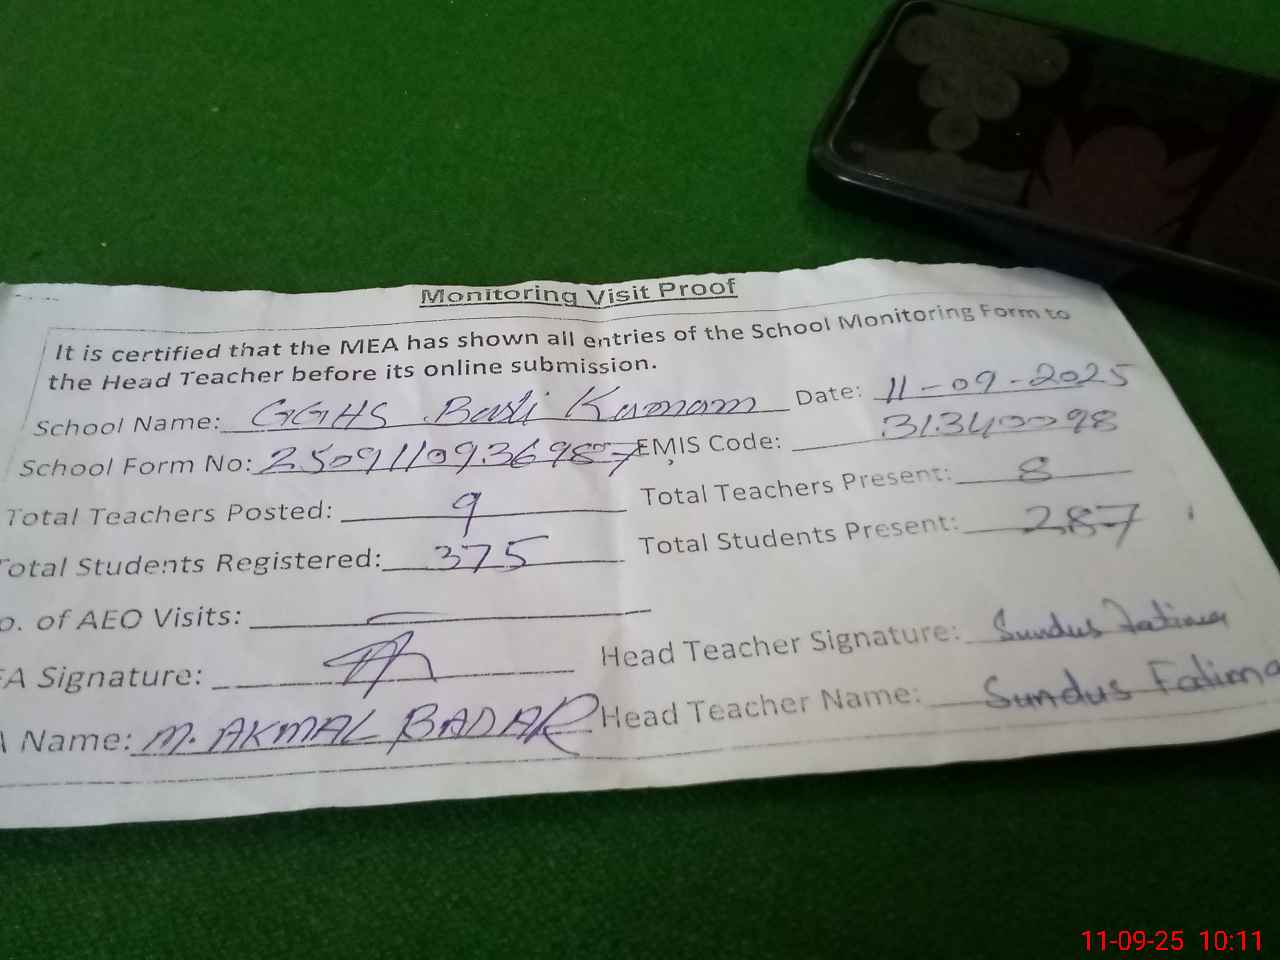 Monitoring Visit Proof
It is certified that the MEA has shown all entries of the School Monitoring Form to
the Head Teacher before its online submission.
School Name: GGHS Basti Date: 11-09-2025
School Form No: 2509110936987 EMIS Code: 31340098
Total Teachers Posted: 9 Total Teachers Present: 8
Total Students Registered: 375 Total Students Present: 287
o. of AEO Visits: –
EA Signature: Head Teacher Signature: Sundus Fatima
A Name: M. AKMAL BADAR Head Teacher Name: Sundus Fatima
11-09-25 10:11